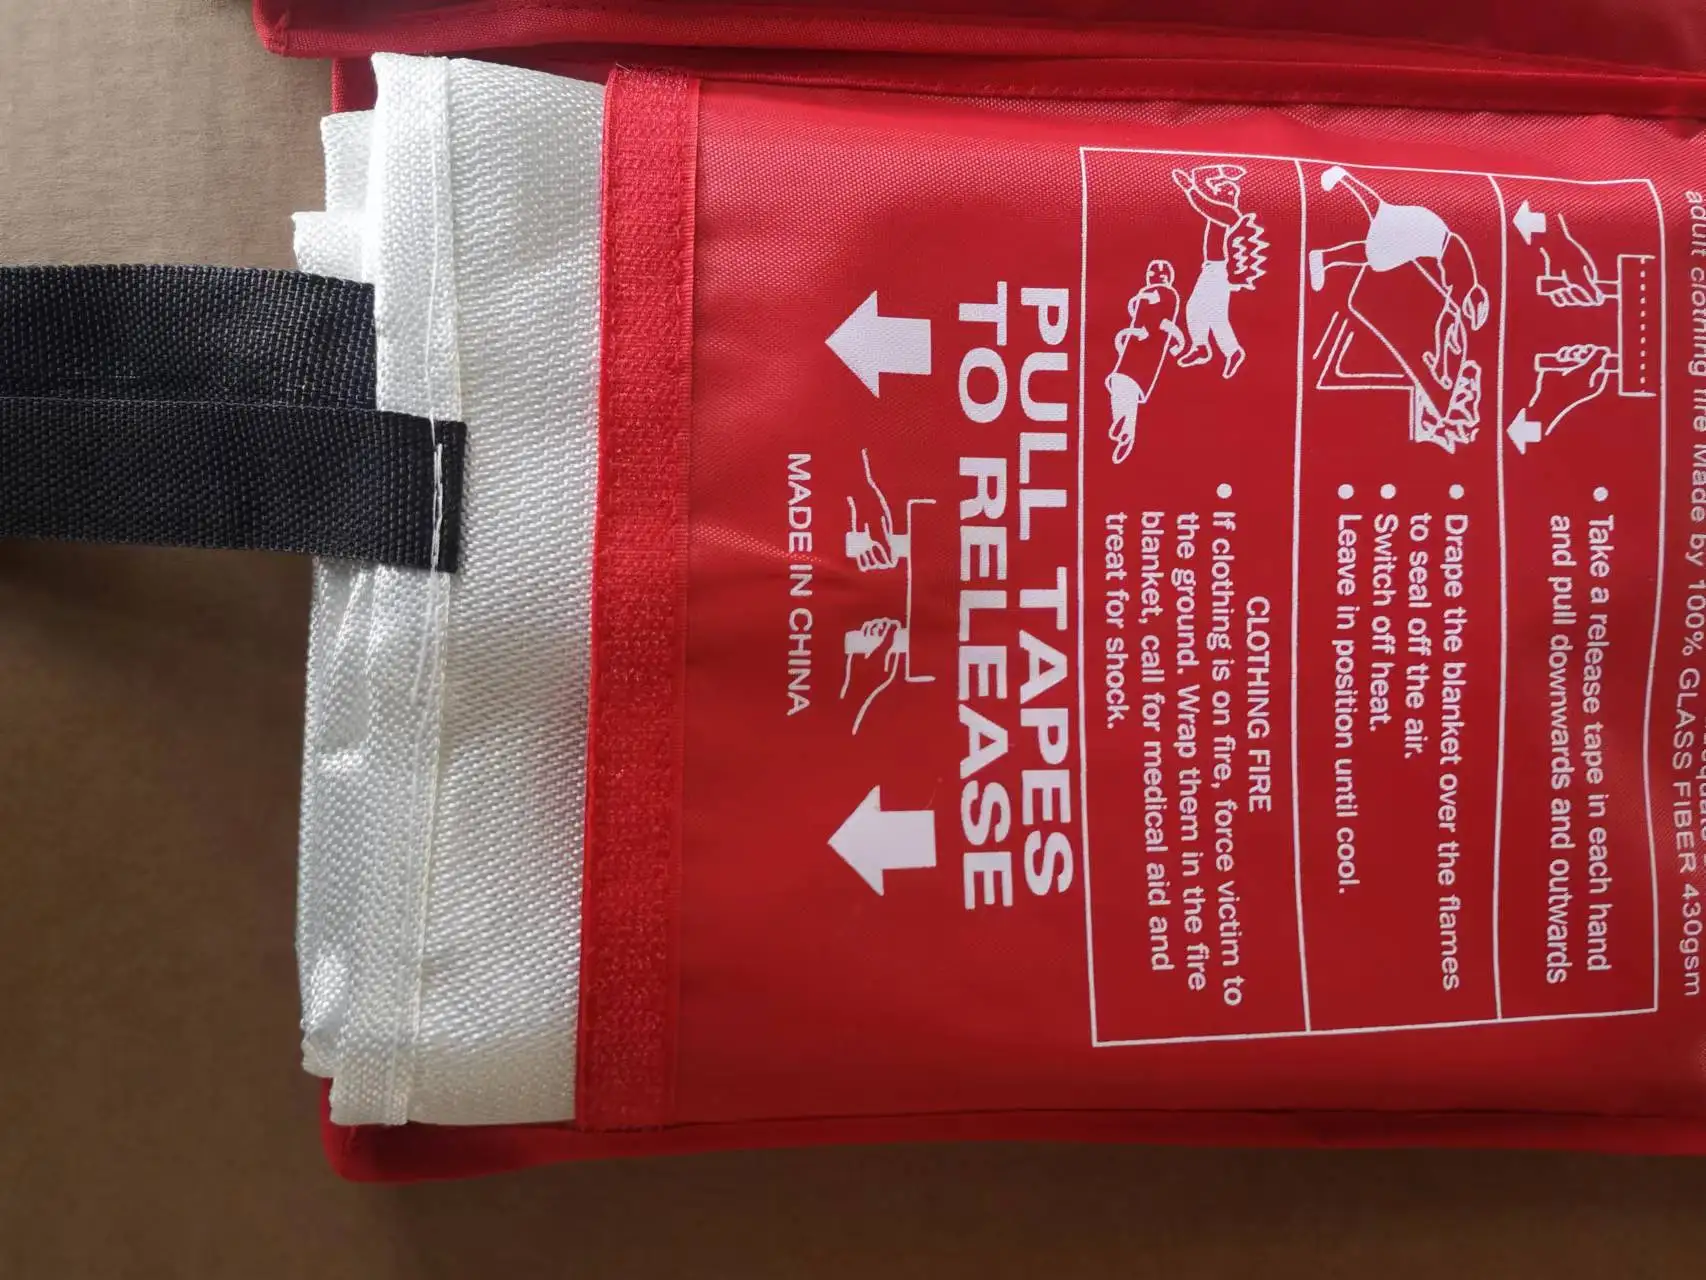 adult clothing fire Made by 100% GLASS FIBER 430gsm
• Take a release tape in each hand
and pull downwards and outwards
• Drape the blanket over the flames
to seal off the air.
• Switch off heat.
• Leave in position until cool.
CLOTHING FIRE
• If clothing is on fire, force victim to
the ground. Wrap them in the fire
blanket, call for medical aid and
treat for shock.
PULL TAPES
TO RELEASE
MADE IN CHINA